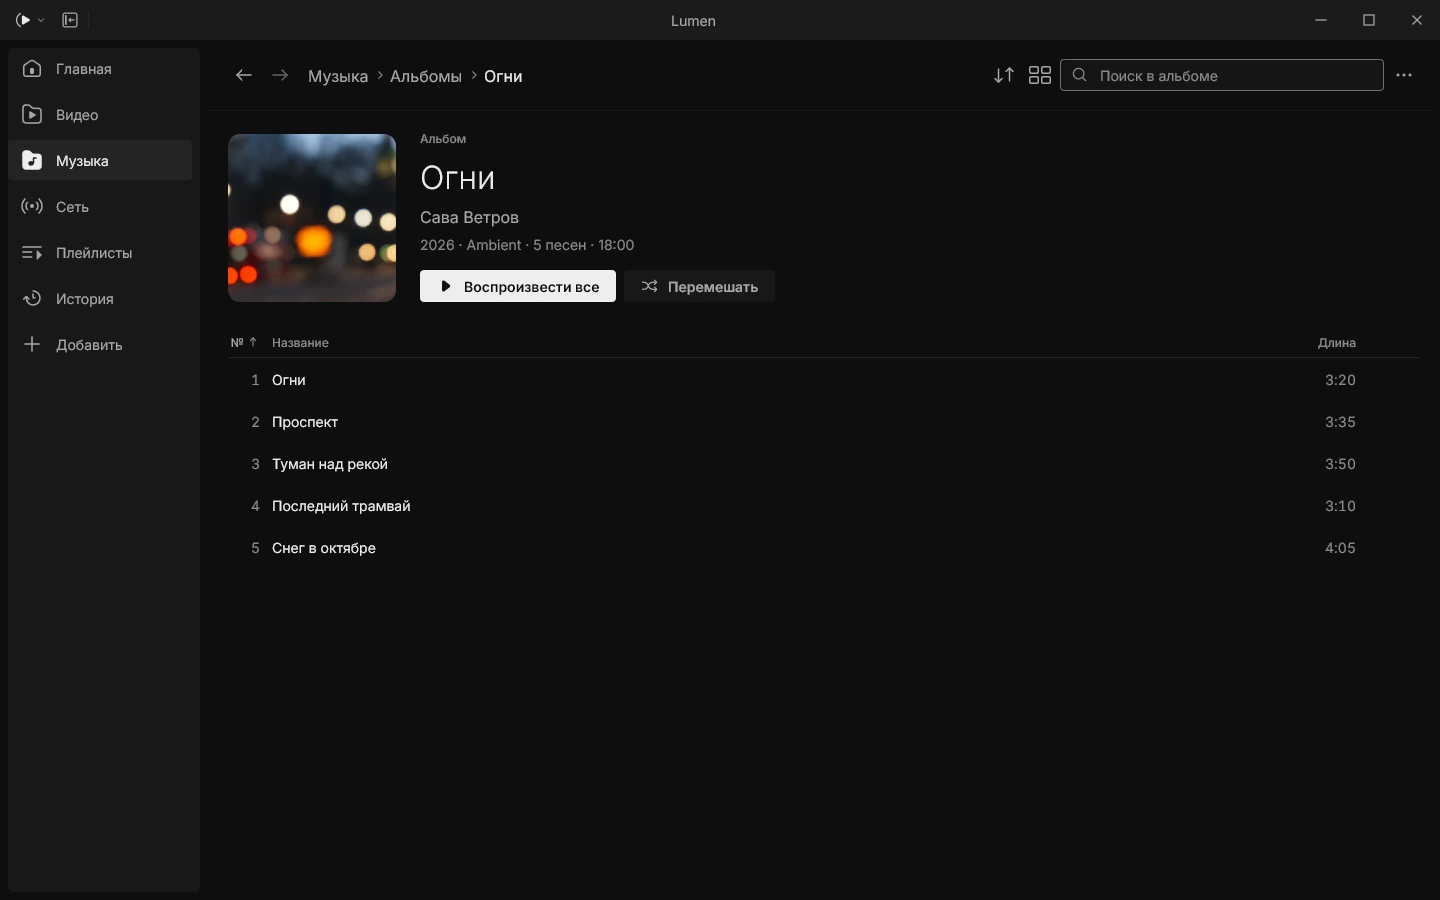 Lumen
Главная
Видео
Музыка
Сеть
Плейлисты
История
Добавить
Музыка > Альбомы > Огни
Поиск в альбоме
Альбом
Огни
Сава Ветров
2026 · Ambient · 5 песен · 18:00
Воспроизвести все
Перемешать
№ ↑ Название Длина
1 Огни 3:20
2 Проспект 3:35
3 Туман над рекой 3:50
4 Последний трамвай 3:10
5 Снег в октябре 4:05